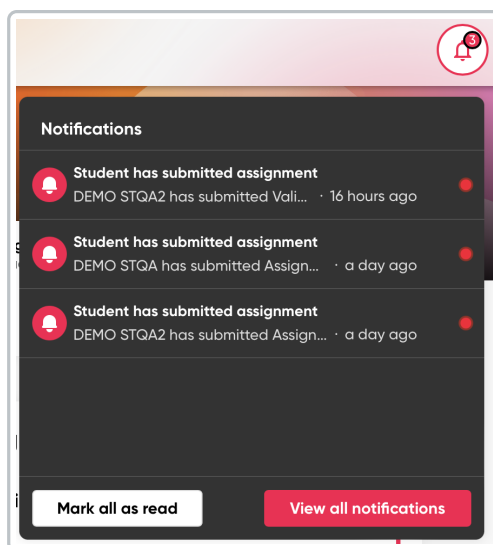 3
Notifications
Student has submitted assignment
DEMO STQA2 has submitted Vali... · 16 hours ago
Student has submitted assignment
DEMO STQA has submitted Assign... · a day ago
Student has submitted assignment
DEMO STQA2 has submitted Assign... · a day ago
Mark all as read
View all notifications